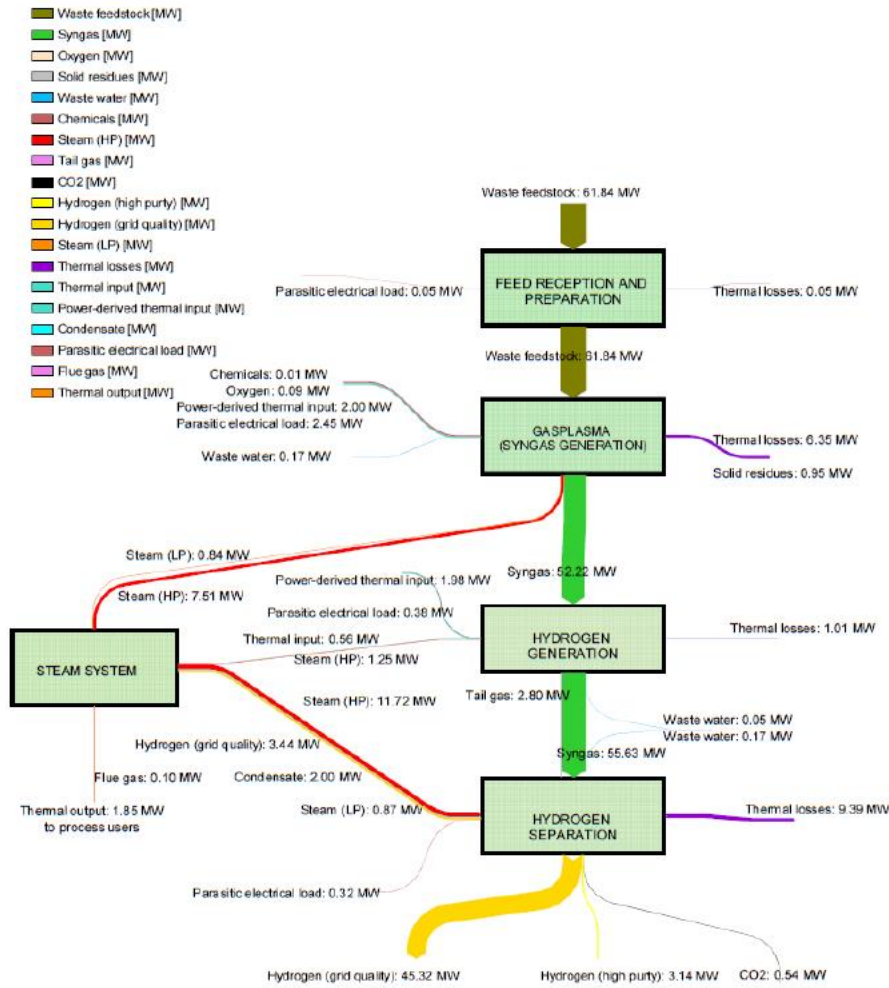 Waste feedstock [MW]
Syngas [MW]
Oxygen [MW]
Solid residues [MW]
Waste water [MW]
Chemicals [MW]
Steam (HP) [MW]
Tail gas [MW]
CO2 [MW]
Hydrogen (high purty) [MW]
Hydrogen (grid quality) [MW]
Steam (LP) [MW]
Thermal losses [MW]
Thermal input [MW]
Power-derived thermal input [MW]
Condensate [MW]
Parasitic electrical load [MW]
Flue gas [MW]
Thermal output [MW]
Waste feedstock: 61.84 MW
FEED RECEPTION AND
PREPARATION
Parasitic electrical load: 0.05 MW
Thermal losses: 0.05 MW
Waste feedstock: 61.84 MW
Chemicals: 0.01 MW
Oxygen: 0.09 MW
Power-derived thermal input: 2.00 MW
Parasitic electrical load: 2.45 MW
Waste water: 0.17 MW
GASPLASMA
(SYNGAS GENERATION)
Thermal losses: 6.35 MW
Solid residues: 0.95 MW
Steam (LP): 0.84 MW
Steam (HP): 7.51 MW
Syngas: 52.22 MW
Power-derived thermal input: 1.98 MW
Parasitic electrical load: 0.38 MW
Thermal input: 0.56 MW
Steam (HP): 1.25 MW
HYDROGEN
GENERATION
Thermal losses: 1.01 MW
STEAM SYSTEM
Steam (HP): 11.72 MW
Tail gas: 2.80 MW
Waste water: 0.05 MW
Waste water: 0.17 MW
Syngas: 55.63 MW
Hydrogen (grid quality): 3.44 MW
Flue gas: 0.10 MW
Condensate: 2.00 MW
Thermal output: 1.85 MW
to process users
Steam (LP): 0.87 MW
HYDROGEN
SEPARATION
Thermal losses: 9.39 MW
Parasitic electrical load: 0.32 MW
Hydrogen (grid quality): 45.32 MW
Hydrogen (high purty): 3.14 MW
CO2: 0.54 MW